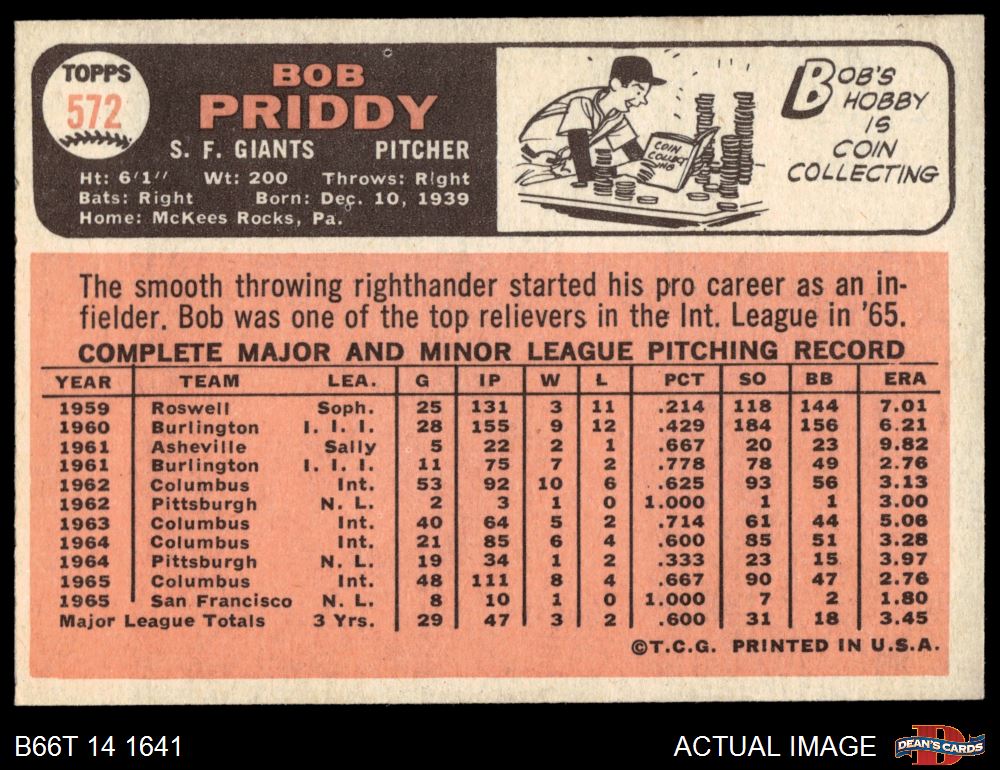 TOPPS
572
BOB
PRIDDY
S. F. GIANTS PITCHER
Ht: 6'1" Wt: 200 Throws: Right
Bats: Right Born: Dec. 10, 1939
Home: McKees Rocks, Pa.
COIN
COLLECT
ING
BOB'S
HOBBY
IS
COIN
COLLECTING
The smooth throwing righthander started his pro career as an in-
fielder. Bob was one of the top relievers in the Int. League in '65.
COMPLETE MAJOR AND MINOR LEAGUE PITCHING RECORD
YEAR TEAM LEA. G IP W L PCT SO BB ERA
1959 Roswell Soph. 25 131 3 11 .214 118 144 7.01
1960 Burlington I. I. I. 28 155 9 12 .429 184 156 6.21
1961 Asheville Sally 5 22 2 1 .667 20 23 9.82
1961 Burlington I. I. I. 11 75 7 2 .778 78 49 2.76
1962 Columbus Int. 53 92 10 6 .625 93 56 3.13
1962 Pittsburgh N. L. 2 3 1 0 1.000 1 1 3.00
1963 Columbus Int. 40 64 5 2 .714 61 44 5.06
1964 Columbus Int. 21 85 6 4 .600 85 51 3.28
1964 Pittsburgh N. L. 19 34 1 2 .333 23 15 3.97
1965 Columbus Int. 48 111 8 4 .667 90 47 2.76
1965 San Francisco N. L. 8 10 1 0 1.000 7 2 1.80
Major League Totals 3 Yrs. 29 47 3 2 .600 31 18 3.45
©T.C.G. PRINTED IN U.S.A.
B66T 14 1641
ACTUAL IMAGE
D
DEAN'S CARDS